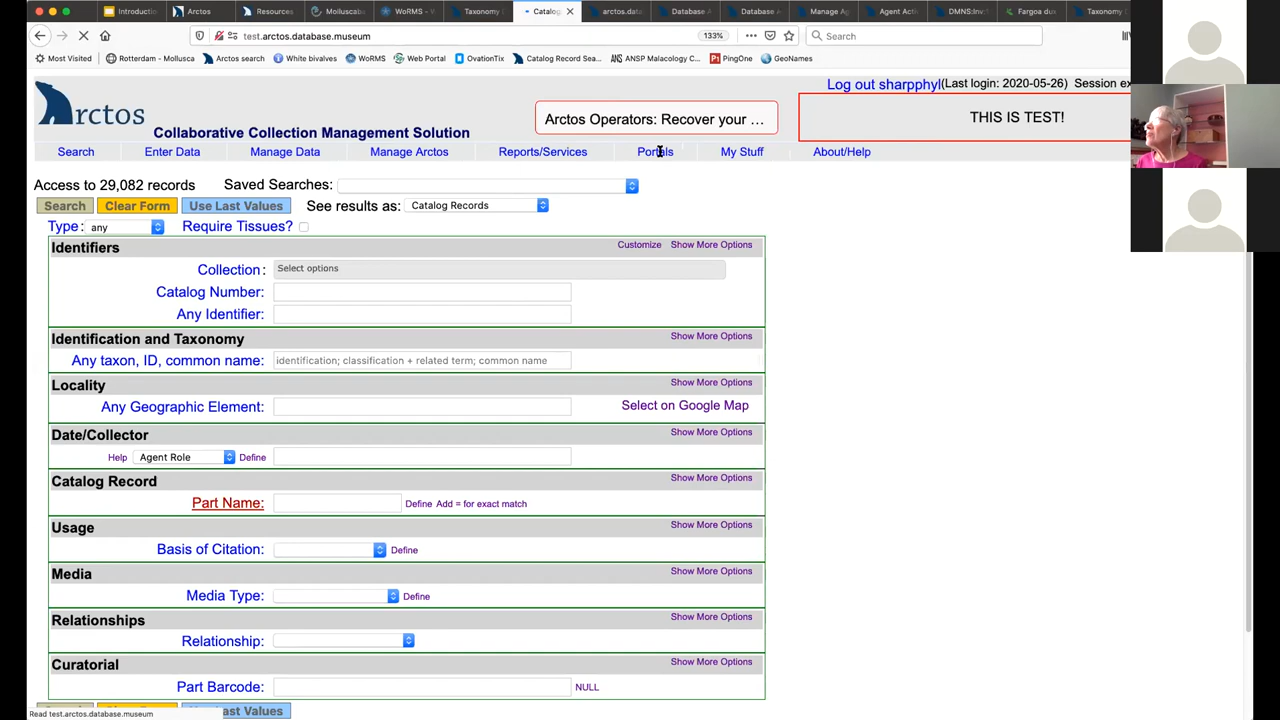 Introductio
Arctos
Resources
Molluscab
WoRMS - V
Taxonomy
Catalog
arctos.data
Database A
Database A
Manage Ag
Agent Acti
DMNS:Inv:
Fargoa dux
Taxonomy C
test.arctos.database.museum
133%
Search
Most Visited
Rotterdam - Mollusca
Arctos search
White bivalves
WoRMS
Web Portal
OvationTix
Catalog Record Sea...
ANSP Malacology C...
PingOne
GeoNames
Arctos
Collaborative Collection Management Solution
Arctos Operators: Recover your ...
Log out sharpphyl(Last login: 2020-05-26) Session ex
THIS IS TEST!
Search Enter Data Manage Data Manage Arctos Reports/Services Portals My Stuff About/Help
Access to 29,082 records Saved Searches:
Search Clear Form Use Last Values See results as: Catalog Records
Type: any Require Tissues?
Identifiers Customize Show More Options
Collection: Select options
Catalog Number:
Any Identifier:
Identification and Taxonomy Show More Options
Any taxon, ID, common name: identification; classification + related term; common name
Locality Show More Options
Any Geographic Element: Select on Google Map
Date/Collector Show More Options
Help Agent Role Define
Catalog Record Show More Options
Part Name: Define Add = for exact match
Usage Show More Options
Basis of Citation: Define
Media Show More Options
Media Type: Define
Relationships Show More Options
Relationship:
Curatorial Show More Options
Part Barcode: NULL
Last Values
Read test.arctos.database.museum